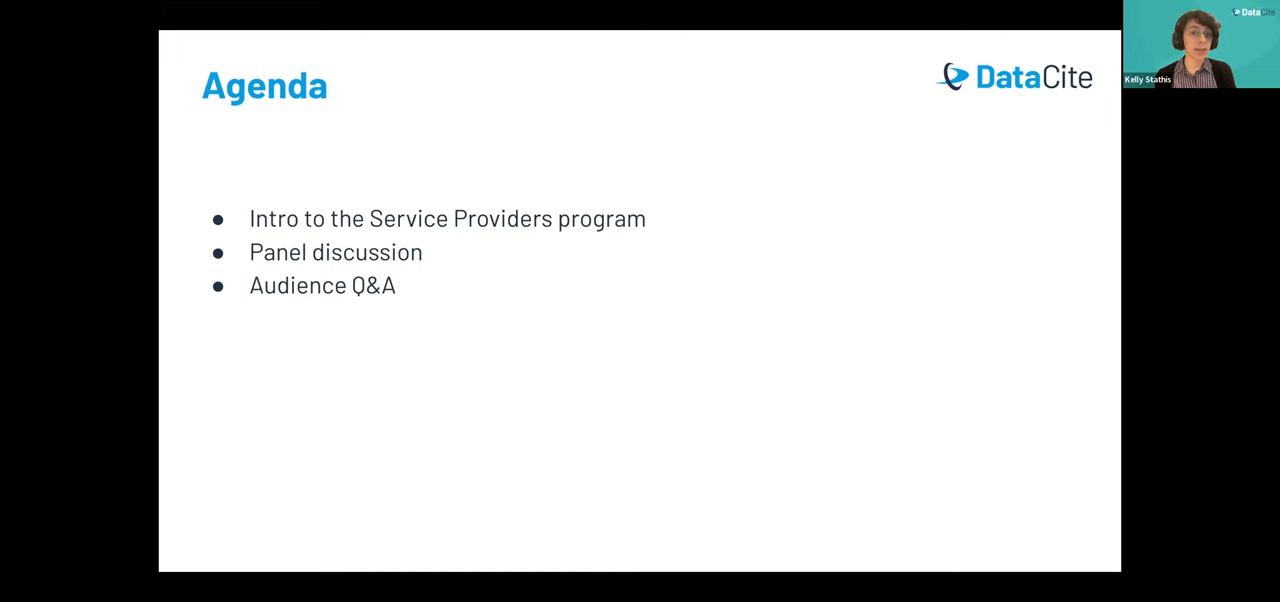 Agenda
DataCite
Intro to the Service Providers program
Panel discussion
Audience Q&A
DataCite
Kelly Stathis